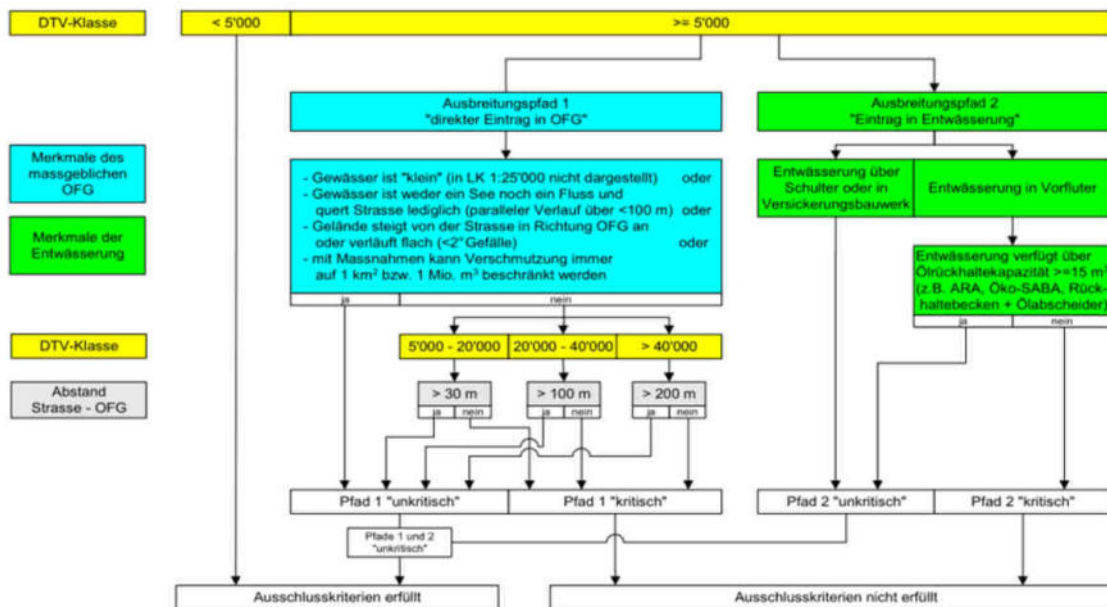 DTV-Klasse
< 5'000
>= 5'000
Ausbreitungspfad 1
"direkter Eintrag in OFG"
Ausbreitungspfad 2
"Eintrag in Entwässerung"
Merkmale des
massgeblichen
OFG
- Gewässer ist "klein" (in LK 1:25'000 nicht dargestellt) oder
- Gewässer ist weder ein See noch ein Fluss und
quert Strasse lediglich (paralleler Verlauf über <100 m) oder
- Gelände steigt von der Strasse in Richtung OFG an
oder verläuft flach (<2° Gefälle) oder
- mit Massnahmen kann Verschmutzung immer
auf 1 km² bzw. 1 Mio. m³ beschränkt werden
ja
nein
Entwässerung über
Schulter oder in
Versickerungsbauwerk
Entwässerung in Vorfluter
Merkmale der
Entwässerung
Entwässerung verfügt über
Ölrückhaltekapazität >=15 m³
(z.B. ARA, Öko-SABA, Rück-
haltebecken + Ölabscheider)
ja
nein
DTV-Klasse
5'000 - 20'000
20'000 - 40'000
> 40'000
Abstand
Strasse - OFG
> 30 m
ja
nein
> 100 m
ja
nein
> 200 m
ja
nein
Pfad 1 "unkritisch"
Pfad 1 "kritisch"
Pfad 2 "unkritisch"
Pfad 2 "kritisch"
Pfade 1 und 2
"unkritisch"
Ausschlusskriterien erfüllt
Ausschlusskriterien nicht erfüllt